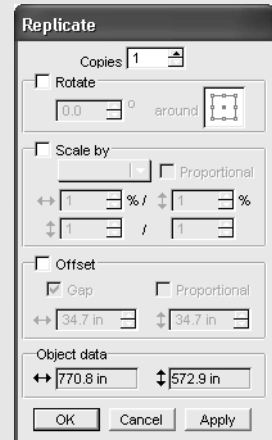 Replicate
Copies 1
Rotate
0.0 ° around
Scale by
Proportional
1 % / 1 %
1 / 1
Offset
Gap Proportional
34.7 in 34.7 in
Object data
770.8 in 572.9 in
OK Cancel Apply